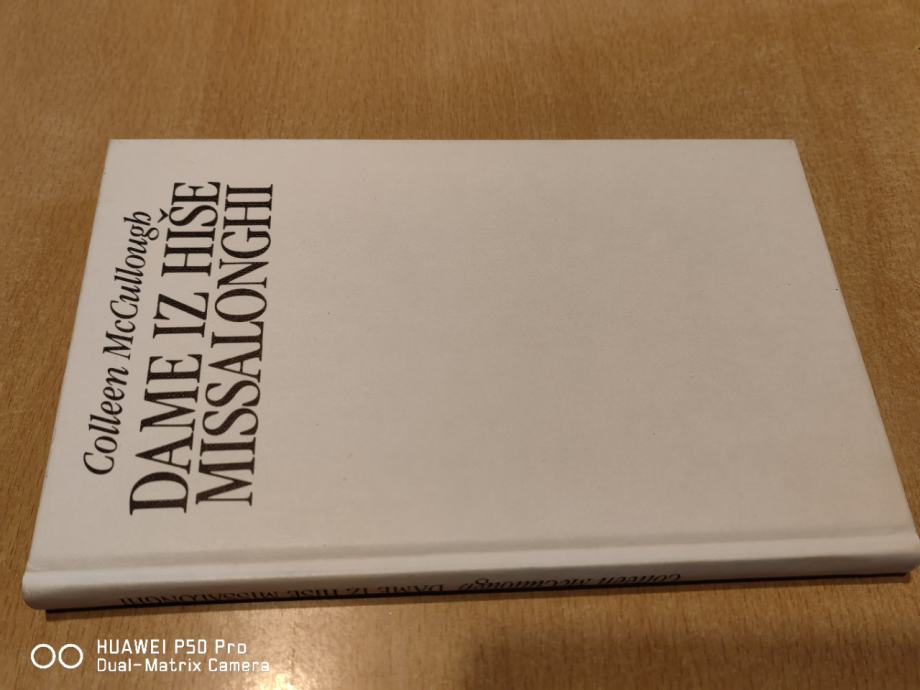 Colleen McCullough
DAME IZ HIŠE
MISSALONGHI
Colleen McCullough DAME IZ HIŠE MISSALONGHI
HUAWEI P50 Pro
Dual-Matrix Camera